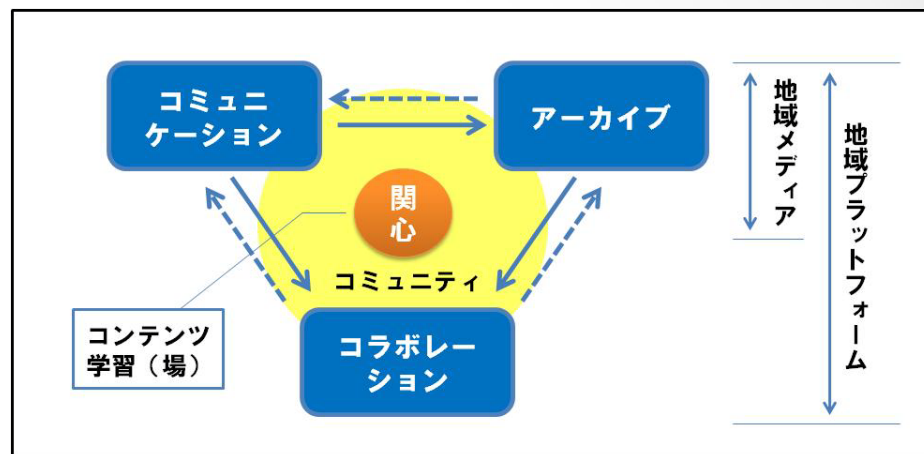 コミュニ
ケーション
アーカイブ
関
心
コミュニティ
コンテンツ
学習（場）
コラボレー
ション
地域メディア
地域プラットフォーム